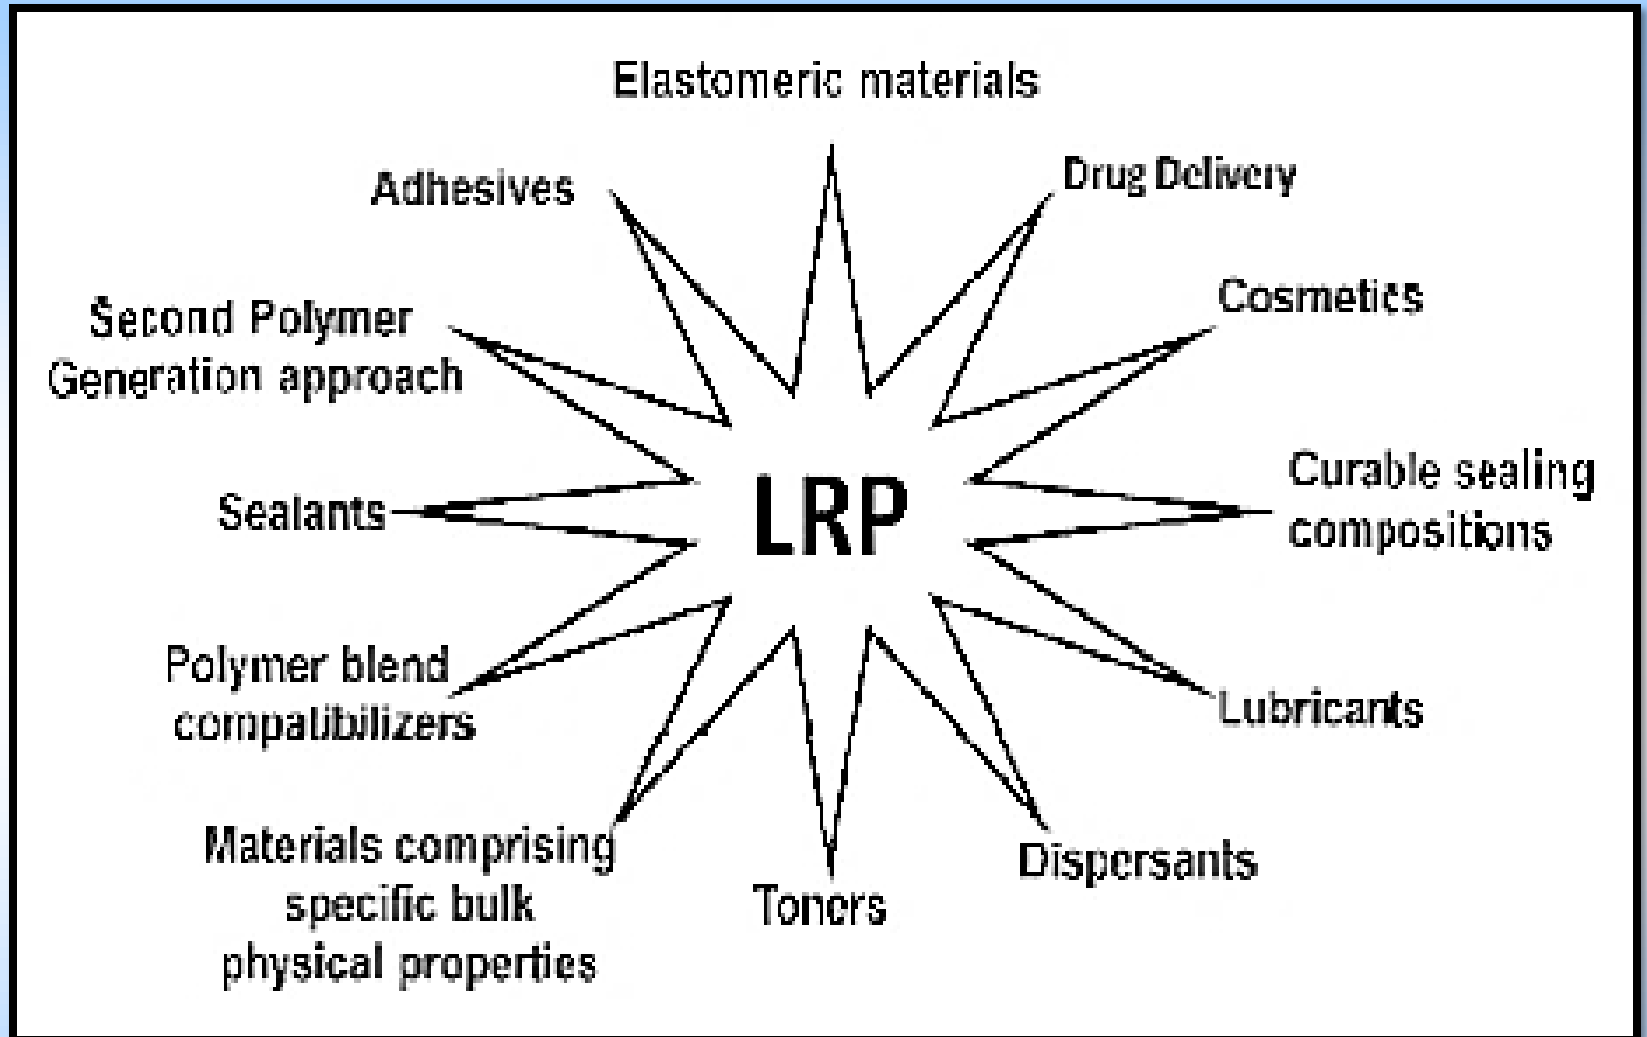 Elastomeric materials
Adhesives
Drug Delivery
Second Polymer
Generation approach
Cosmetics
Sealants
LRP
Curable sealing
compositions
Polymer blend
compatibilizers
Lubricants
Materials comprising
specific bulk
physical properties
Toners
Dispersants